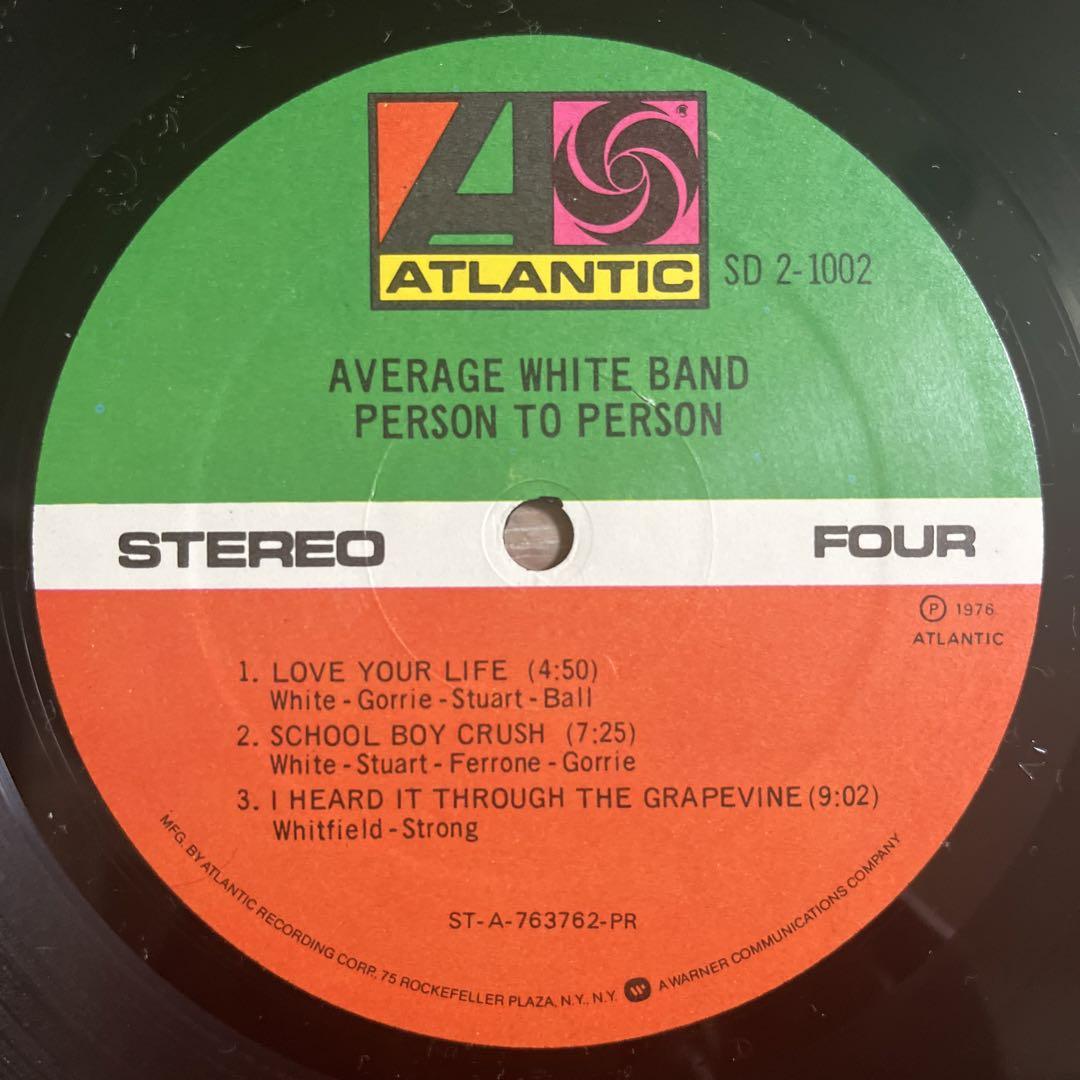 A
®
ATLANTIC
SD 2-1002
AVERAGE WHITE BAND
PERSON TO PERSON
STEREO
FOUR
Ⓟ 1976
ATLANTIC
1. LOVE YOUR LIFE (4:50)
White - Gorrie - Stuart - Ball
2. SCHOOL BOY CRUSH (7:25)
White - Stuart - Ferrone - Gorrie
3. I HEARD IT THROUGH THE GRAPEVINE (9:02)
Whitfield - Strong
ST-A-763762-PR
MFG. BY ATLANTIC RECORDING CORP., 75 ROCKEFELLER PLAZA, N.Y., N.Y. W A WARNER COMMUNICATIONS COMPANY